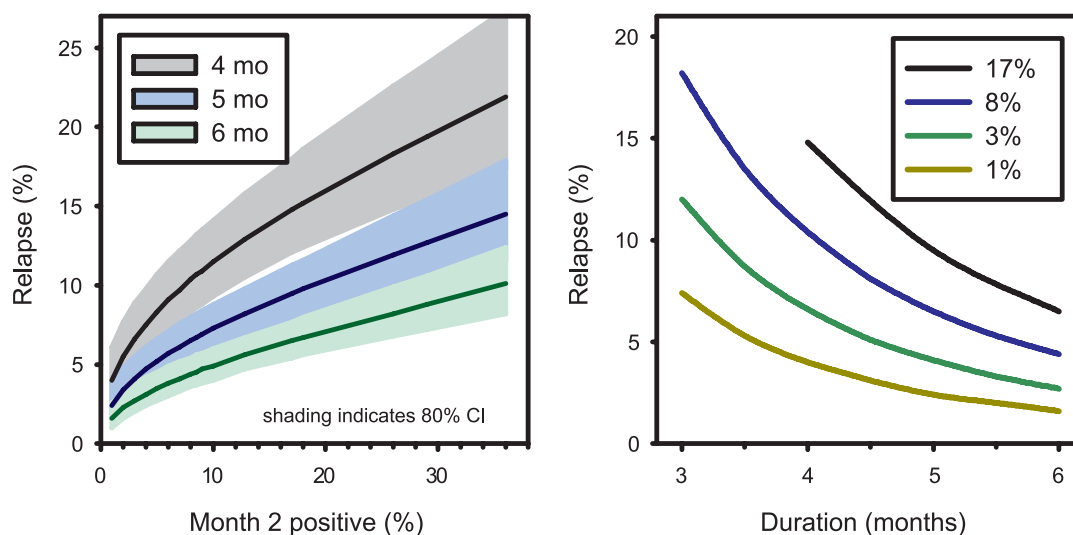 25
20
15
10
5
0
Relapse (%)
4 mo
5 mo
6 mo
shading indicates 80% CI
0 10 20 30
Month 2 positive (%)
20
15
10
5
0
Relapse (%)
17%
8%
3%
1%
3 4 5 6
Duration (months)